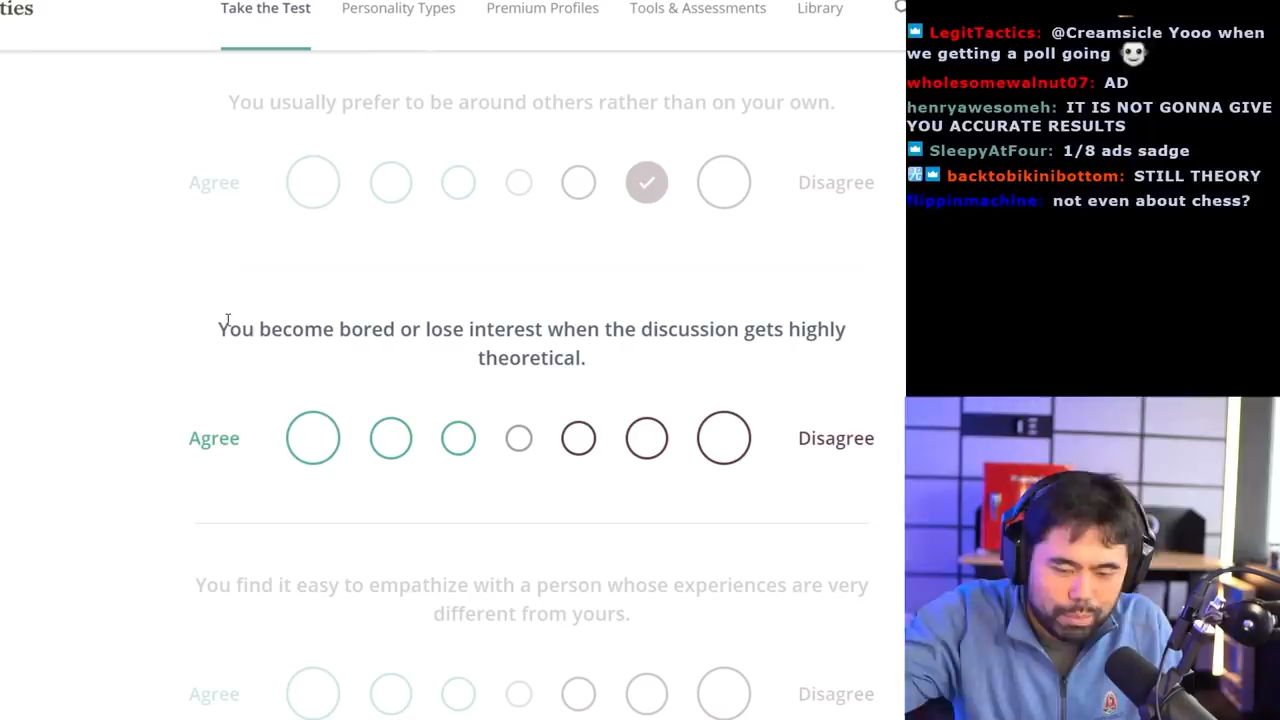 ties
Take the Test
Personality Types
Premium Profiles
Tools & Assessments
Library
You usually prefer to be around others rather than on your own.
Agree
Disagree
You become bored or lose interest when the discussion gets highly
theoretical.
Agree
Disagree
You find it easy to empathize with a person whose experiences are very
different from yours.
Agree
Disagree
LegitTactics: @Creamsicle Yooo when
we getting a poll going
wholesomewalnut07: AD
henryawesomeh: IT IS NOT GONNA GIVE
YOU ACCURATE RESULTS
SleepyAtFour: 1/8 ads sadge
backtobikinibottom: STILL THEORY
flippinmachine: not even about chess?